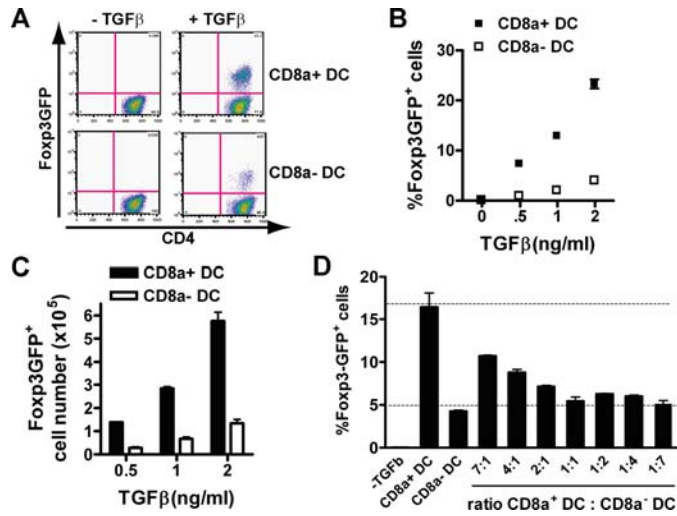 A
- TGFβ
+ TGFβ
Foxp3GFP
CD8a+ DC
CD8a- DC
CD4
B
CD8a+ DC
CD8a- DC
%Foxp3GFP+ cells
30
20
10
0
0 .5 1 2
TGFβ(ng/ml)
C
CD8a+ DC
CD8a- DC
Foxp3GFP+
cell number (x10^5)
7
6
5
4
3
2
1
0
0.5 1 2
TGFβ(ng/ml)
D
%Foxp3-GFP+ cells
20
15
10
5
0
-TGFb
CD8a+ DC
CD8a- DC
7:1
4:1
2:1
1:1
1:2
1:4
1:7
ratio CD8a+ DC : CD8a- DC